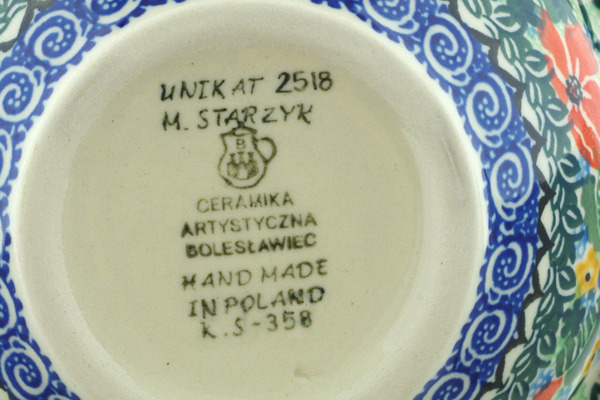 UNIKAT 2518
M. STARZYK
B
CERAMIKA
ARTYSTYCZNA
BOLESŁAWIEC
HAND MADE
IN POLAND
K.S-358